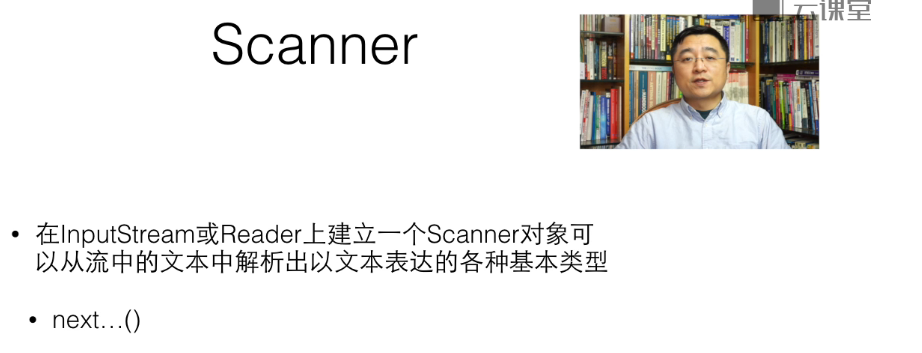 云课堂
Scanner
• 在InputStream或Reader上建立一个Scanner对象可
以从流中的文本中解析出以文本表达的各种基本类型
• next...()